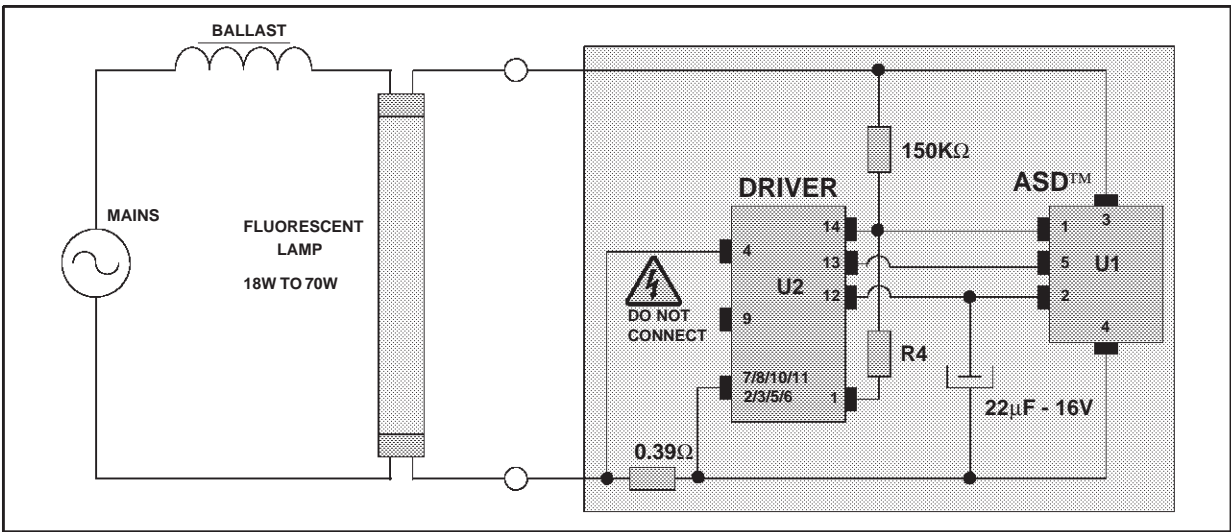 BALLAST
MAINS
FLUORESCENT
LAMP
18W TO 70W
150KΩ
DRIVER
ASD™
14
1
3
4
13
5
U1
U2
12
2
DO NOT
CONNECT
9
4
R4
7/8/10/11
2/3/5/6
1
22μF - 16V
0.39Ω